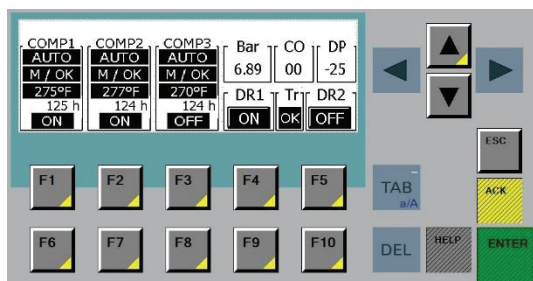 COMP1 COMP2 COMP3 Bar CO DP
AUTO AUTO AUTO
M / OK M / OK M / OK 6.89 00 -25
275ºF 277ºF 270ºF
125 h 124 h 124 h DR1 Tr DR2
ON ON OFF ON OK OFF
ESC
F1 F2 F3 F4 F5 TAB ACK
a/A
F6 F7 F8 F9 F10 DEL HELP ENTER